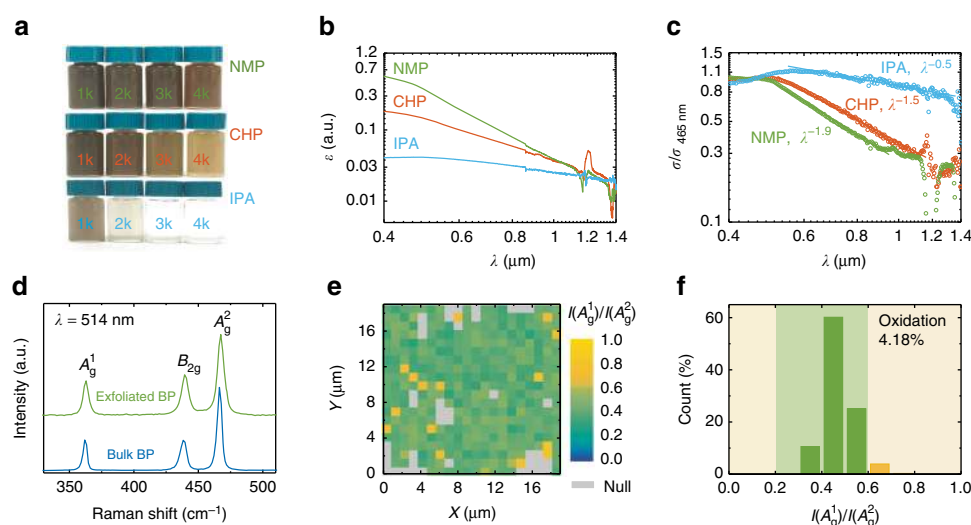 a
NMP
1k 2k 3k 4k
CHP
1k 2k 3k 4k
IPA
1k 2k 3k 4k
b
ε (a.u.)
1.2
0.7
0.3
0.1
0.03
0.01
NMP
CHP
IPA
0.4 0.6 0.8 1 1.2 1.4
λ (μm)
c
σ/σ 465 nm
1.5
1.1
0.8
0.5
0.3
0.1
IPA, λ⁻⁰·⁵
CHP, λ⁻¹·⁵
NMP, λ⁻¹·⁹
0.4 0.6 0.8 1 1.2 1.4
λ (μm)
d
Intensity (a.u.)
λ = 514 nm
A_g^1
B_2g
A_g^2
Exfoliated BP
Bulk BP
350 400 450 500
Raman shift (cm⁻¹)
e
Y (μm)
16
12
8
4
0
0 4 8 12 16
X (μm)
I(A_g^1)/I(A_g^2)
1.0
0.8
0.6
0.4
0.2
0.0
Null
f
Count (%)
60
40
20
0
Oxidation
4.18%
0.0 0.2 0.4 0.6 0.8 1.0
I(A_g^1)/I(A_g^2)